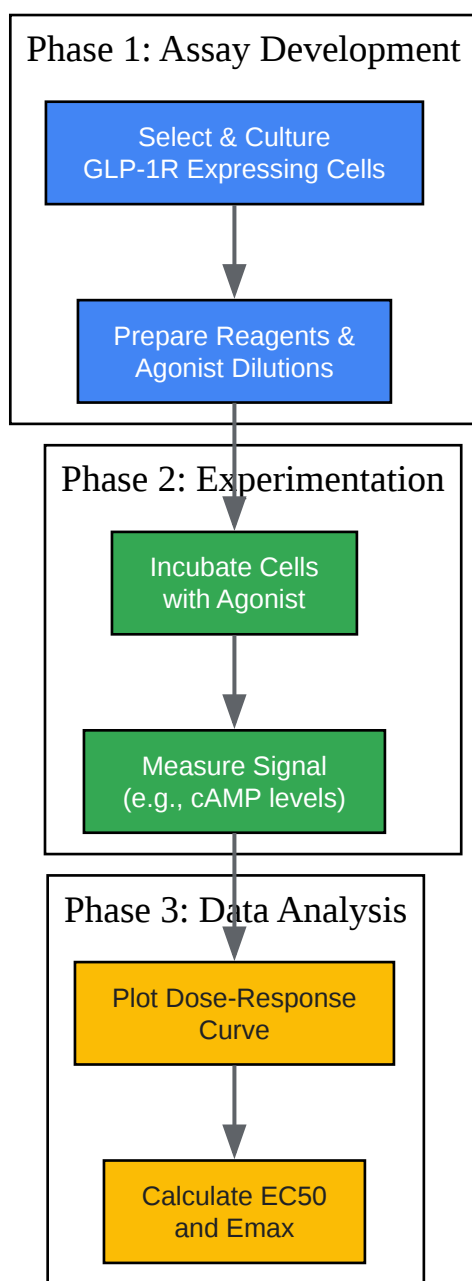 Phase 1: Assay Development
Select & Culture
GLP-1R Expressing Cells
Prepare Reagents &
Agonist Dilutions
Phase 2: Experimentation
Incubate Cells
with Agonist
Measure Signal
(e.g., cAMP levels)
Phase 3: Data Analysis
Plot Dose-Response
Curve
Calculate EC50
and Emax